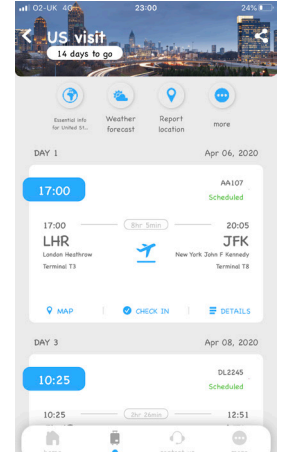 O2-UK 4G 23:00 24%
US visit
14 days to go
Essential info for United St...
Weather forecast
Report location
more
DAY 1 Apr 06, 2020
17:00
AA107
Scheduled
17:00 8hr 5min 20:05
LHR JFK
London Heathrow New York John F Kennedy
Terminal T3 Terminal T8
MAP CHECK IN DETAILS
DAY 3 Apr 08, 2020
10:25
DL2245
Scheduled
10:25 2hr 26min 12:51